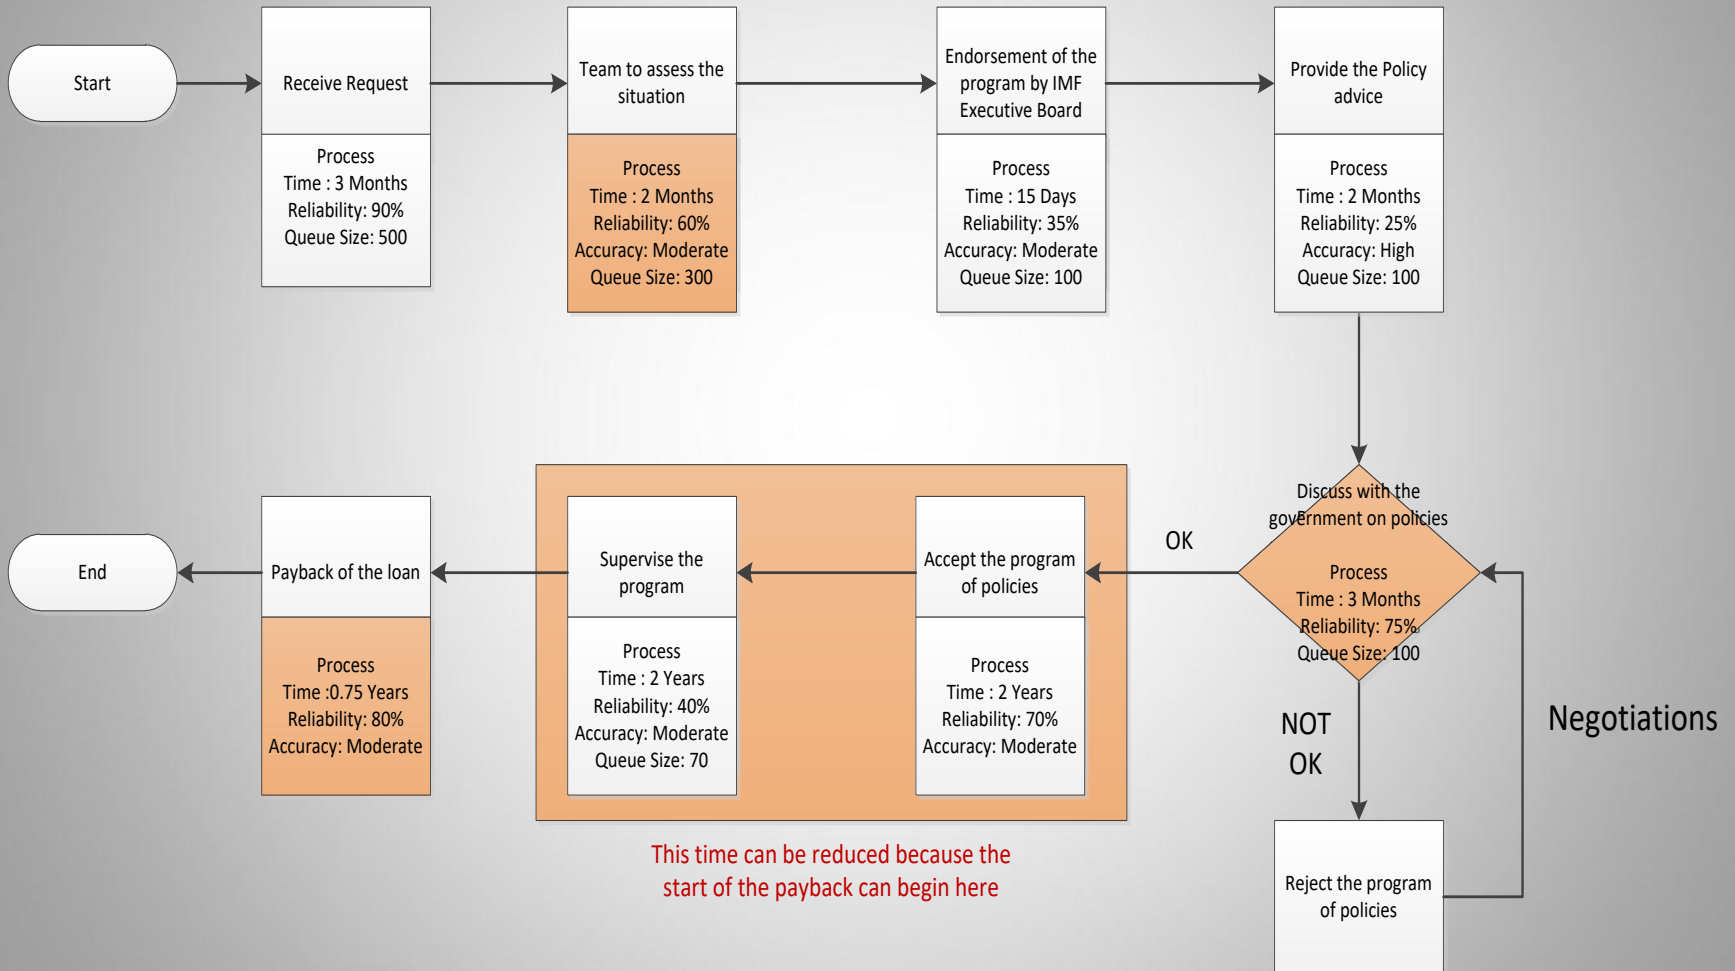 Start
Receive Request
Process
Time : 3 Months
Reliability: 90%
Queue Size: 500
Team to assess the
situation
Process
Time : 2 Months
Reliability: 60%
Accuracy: Moderate
Queue Size: 300
Endorsement of the
program by IMF
Executive Board
Process
Time : 15 Days
Reliability: 35%
Accuracy: Moderate
Queue Size: 100
Provide the Policy
advice
Process
Time : 2 Months
Reliability: 25%
Accuracy: High
Queue Size: 100
Discuss with the
government on policies
Process
Time : 3 Months
Reliability: 75%
Queue Size: 100
OK
NOT
OK
Negotiations
Reject the program
of policies
Accept the program
of policies
Process
Time : 2 Years
Reliability: 70%
Accuracy: Moderate
Supervise the
program
Process
Time : 2 Years
Reliability: 40%
Accuracy: Moderate
Queue Size: 70
This time can be reduced because the
start of the payback can begin here
Payback of the loan
Process
Time :0.75 Years
Reliability: 80%
Accuracy: Moderate
End